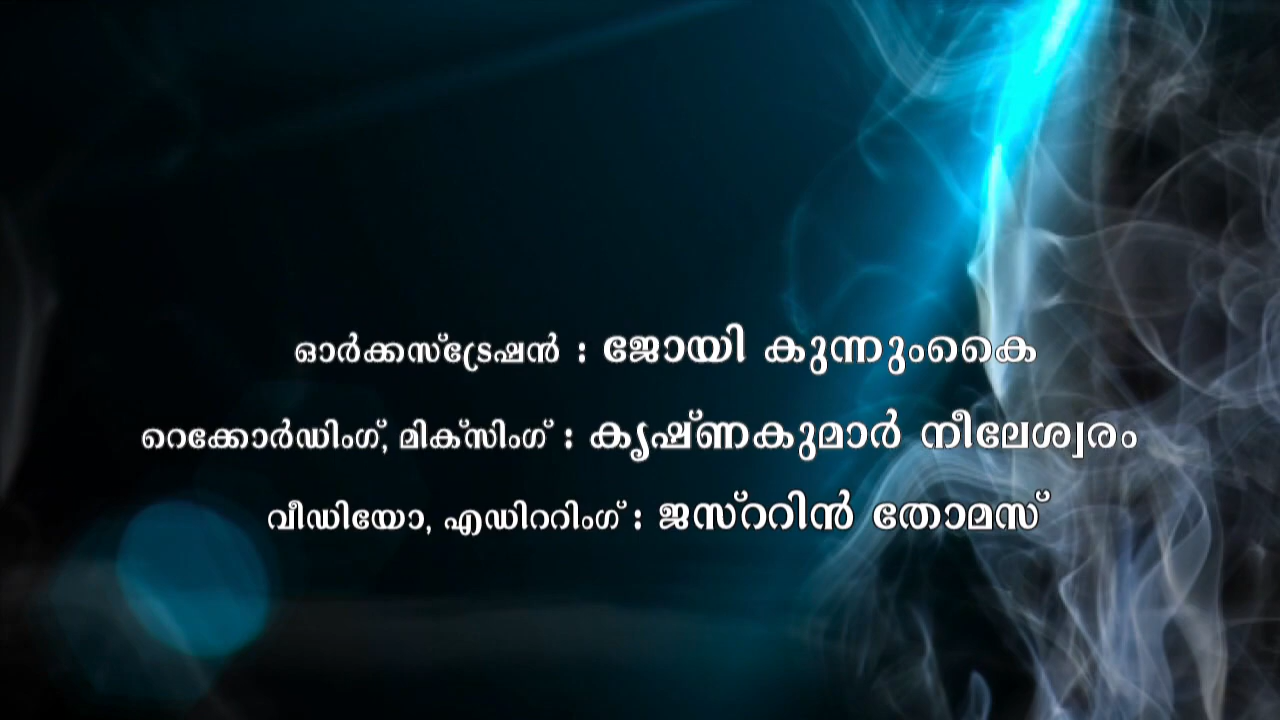 ഓർക്കസ്ട്രേഷൻ : ജോയി കുന്നുംകൈ
റെക്കോർഡിംഗ്, മിക്സിംഗ് : കൃഷ്ണകുമാർ നീലേശ്വരം
വീഡിയോ, എഡിററിംഗ് : ജസ്ററിൻ തോമസ്